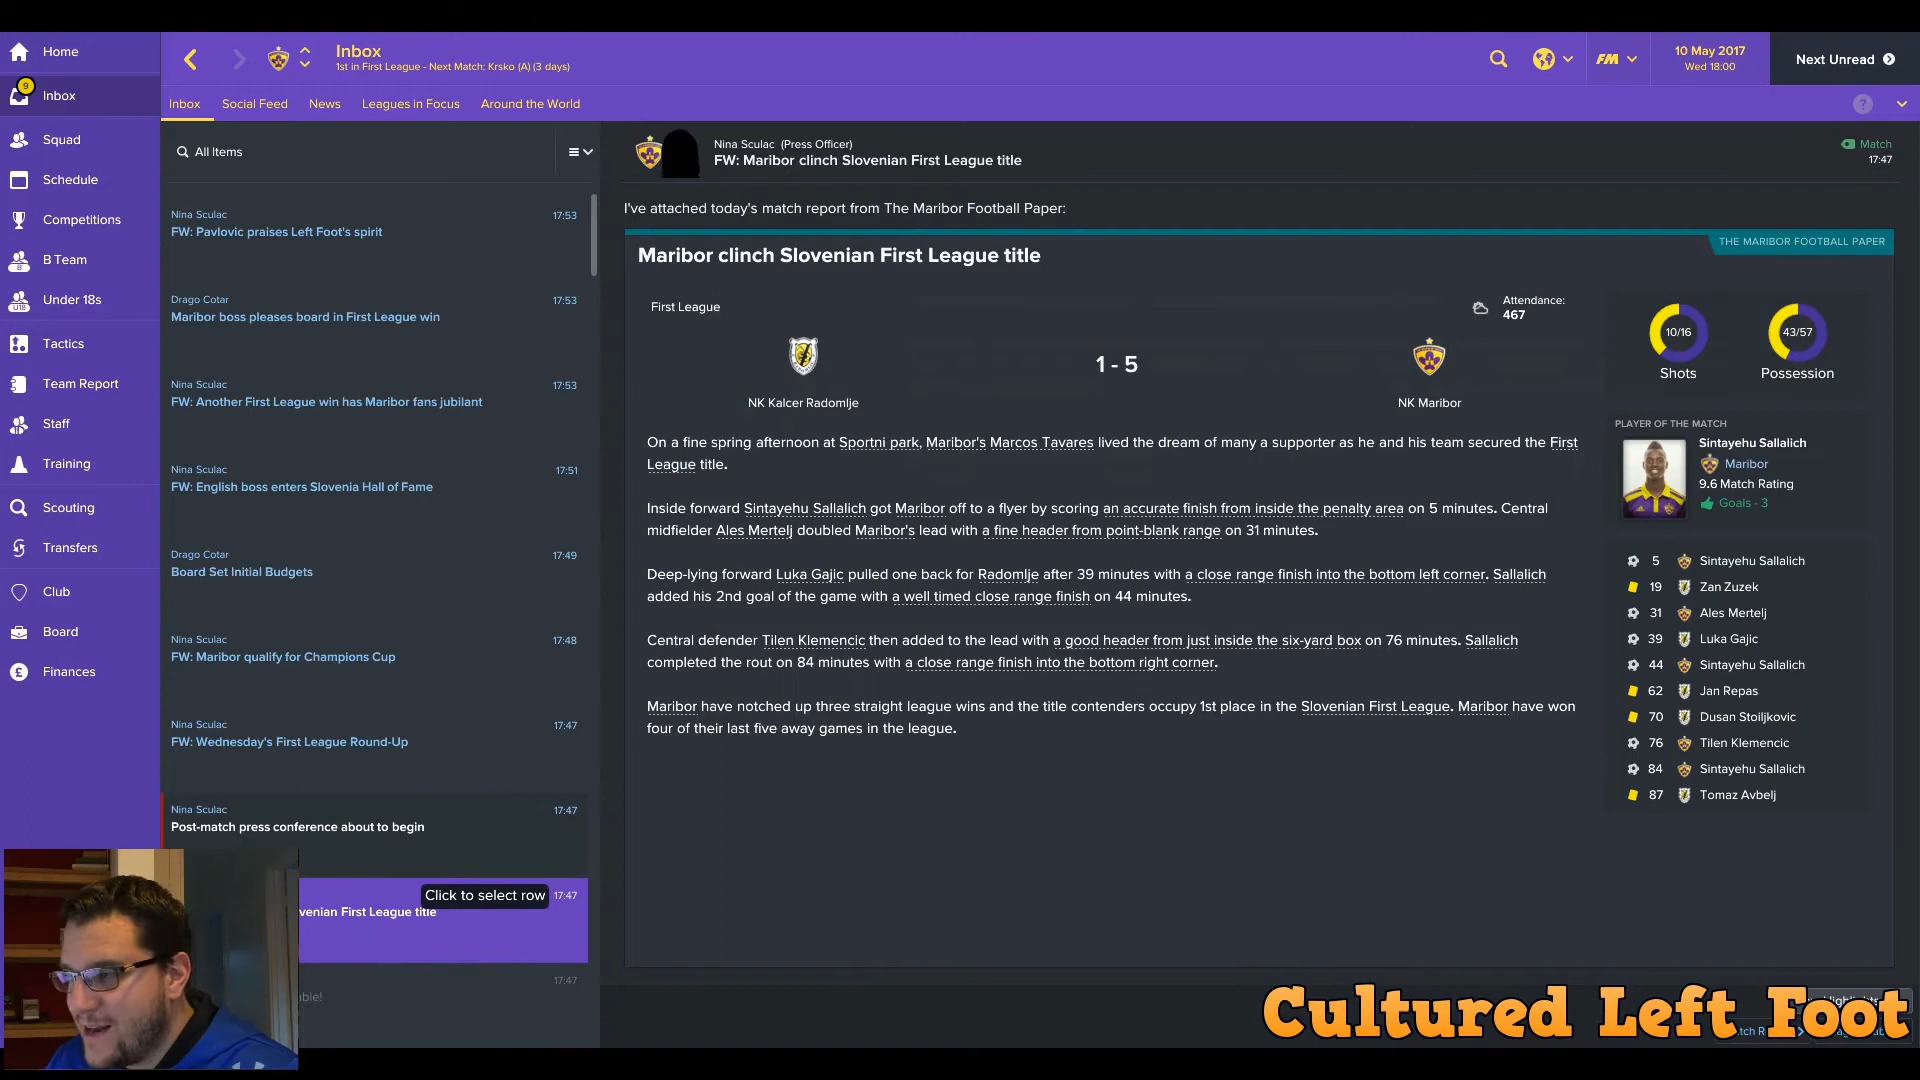 Home
9
Inbox
Squad
Schedule
Competitions
B Team
Under 18s
Tactics
Team Report
Staff
Training
Scouting
Transfers
Club
Board
Finances
Inbox
1st in First League - Next Match: Krsko (A) (3 days)
FM
10 May 2017
Wed 18:00
Next Unread
Inbox
Social Feed
News
Leagues in Focus
Around the World
?
All Items
Nina Sculac
17:53
FW: Pavlovic praises Left Foot's spirit
Drago Cotar
17:53
Maribor boss pleases board in First League win
Nina Sculac
17:53
FW: Another First League win has Maribor fans jubilant
Nina Sculac
17:51
FW: English boss enters Slovenia Hall of Fame
Drago Cotar
17:49
Board Set Initial Budgets
Nina Sculac
17:48
FW: Maribor qualify for Champions Cup
Nina Sculac
17:47
FW: Wednesday's First League Round-Up
Nina Sculac
17:47
Post-match press conference about to begin
Click to select row
17:47
venian First League title
17:47
Nina Sculac (Press Officer)
FW: Maribor clinch Slovenian First League title
Match
17:47
I've attached today's match report from The Maribor Football Paper:
THE MARIBOR FOOTBALL PAPER
Maribor clinch Slovenian First League title
First League
Attendance:
467
1 - 5
NK Kalcer Radomlje
NK Maribor
On a fine spring afternoon at Sportni park, Maribor's Marcos Tavares lived the dream of many a supporter as he and his team secured the First
League title.
Inside forward Sintayehu Sallalich got Maribor off to a flyer by scoring an accurate finish from inside the penalty area on 5 minutes. Central
midfielder Ales Mertelj doubled Maribor's lead with a fine header from point-blank range on 31 minutes.
Deep-lying forward Luka Gajic pulled one back for Radomlje after 39 minutes with a close range finish into the bottom left corner. Sallalich
added his 2nd goal of the game with a well timed close range finish on 44 minutes.
Central defender Tilen Klemencic then added to the lead with a good header from just inside the six-yard box on 76 minutes. Sallalich
completed the rout on 84 minutes with a close range finish into the bottom right corner.
Maribor have notched up three straight league wins and the title contenders occupy 1st place in the Slovenian First League. Maribor have won
four of their last five away games in the league.
10/16
Shots
43/57
Possession
PLAYER OF THE MATCH
Sintayehu Sallalich
Maribor
9.6 Match Rating
Goals - 3
5 Sintayehu Sallalich
19 Zan Zuzek
31 Ales Mertelj
39 Luka Gajic
44 Sintayehu Sallalich
62 Jan Repas
70 Dusan Stoiljkovic
76 Tilen Klemencic
84 Sintayehu Sallalich
87 Tomaz Avbelj
Cultured Left Foot